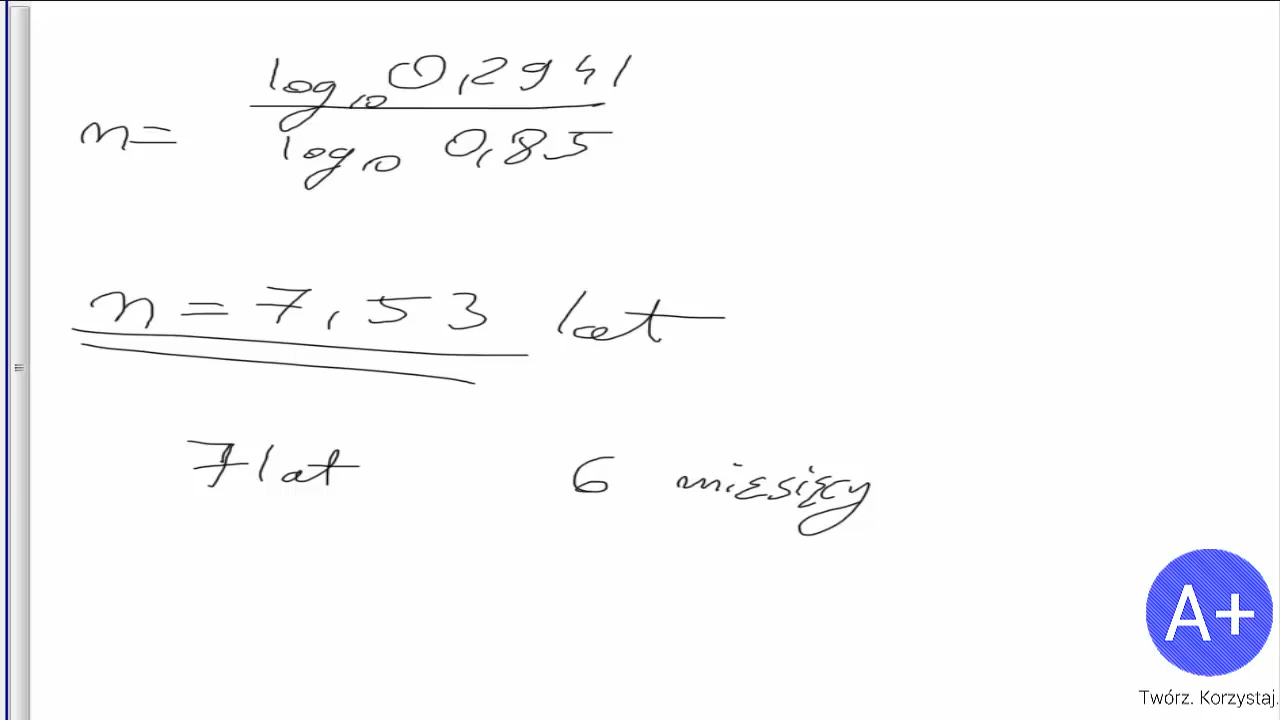 n = log₁₀ 0,2941 / log₁₀ 0,85
n = 7,53 lat
7 lat 6 miesięcy
A+
Twórz. Korzystaj.